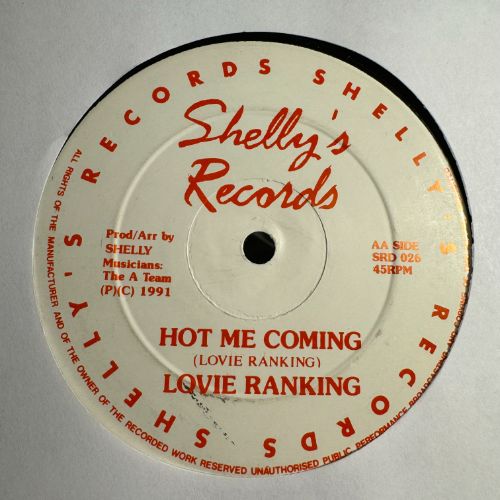 SHELLY'S RECORDS SHELLY'S RECORDS
Shelly's
Records
Prod/Arr by
SHELLY
Musicians:
The A Team
(P)(C) 1991
AA SIDE
SRD 026
45RPM
HOT ME COMING
(LOVIE RANKING)
LOVIE RANKING
ALL RIGHTS OF THE MANUFACTURER AND OF THE OWNER OF THE RECORDED WORK RESERVED UNAUTHORISED PUBLIC PERFORMANCE BROADCASTING